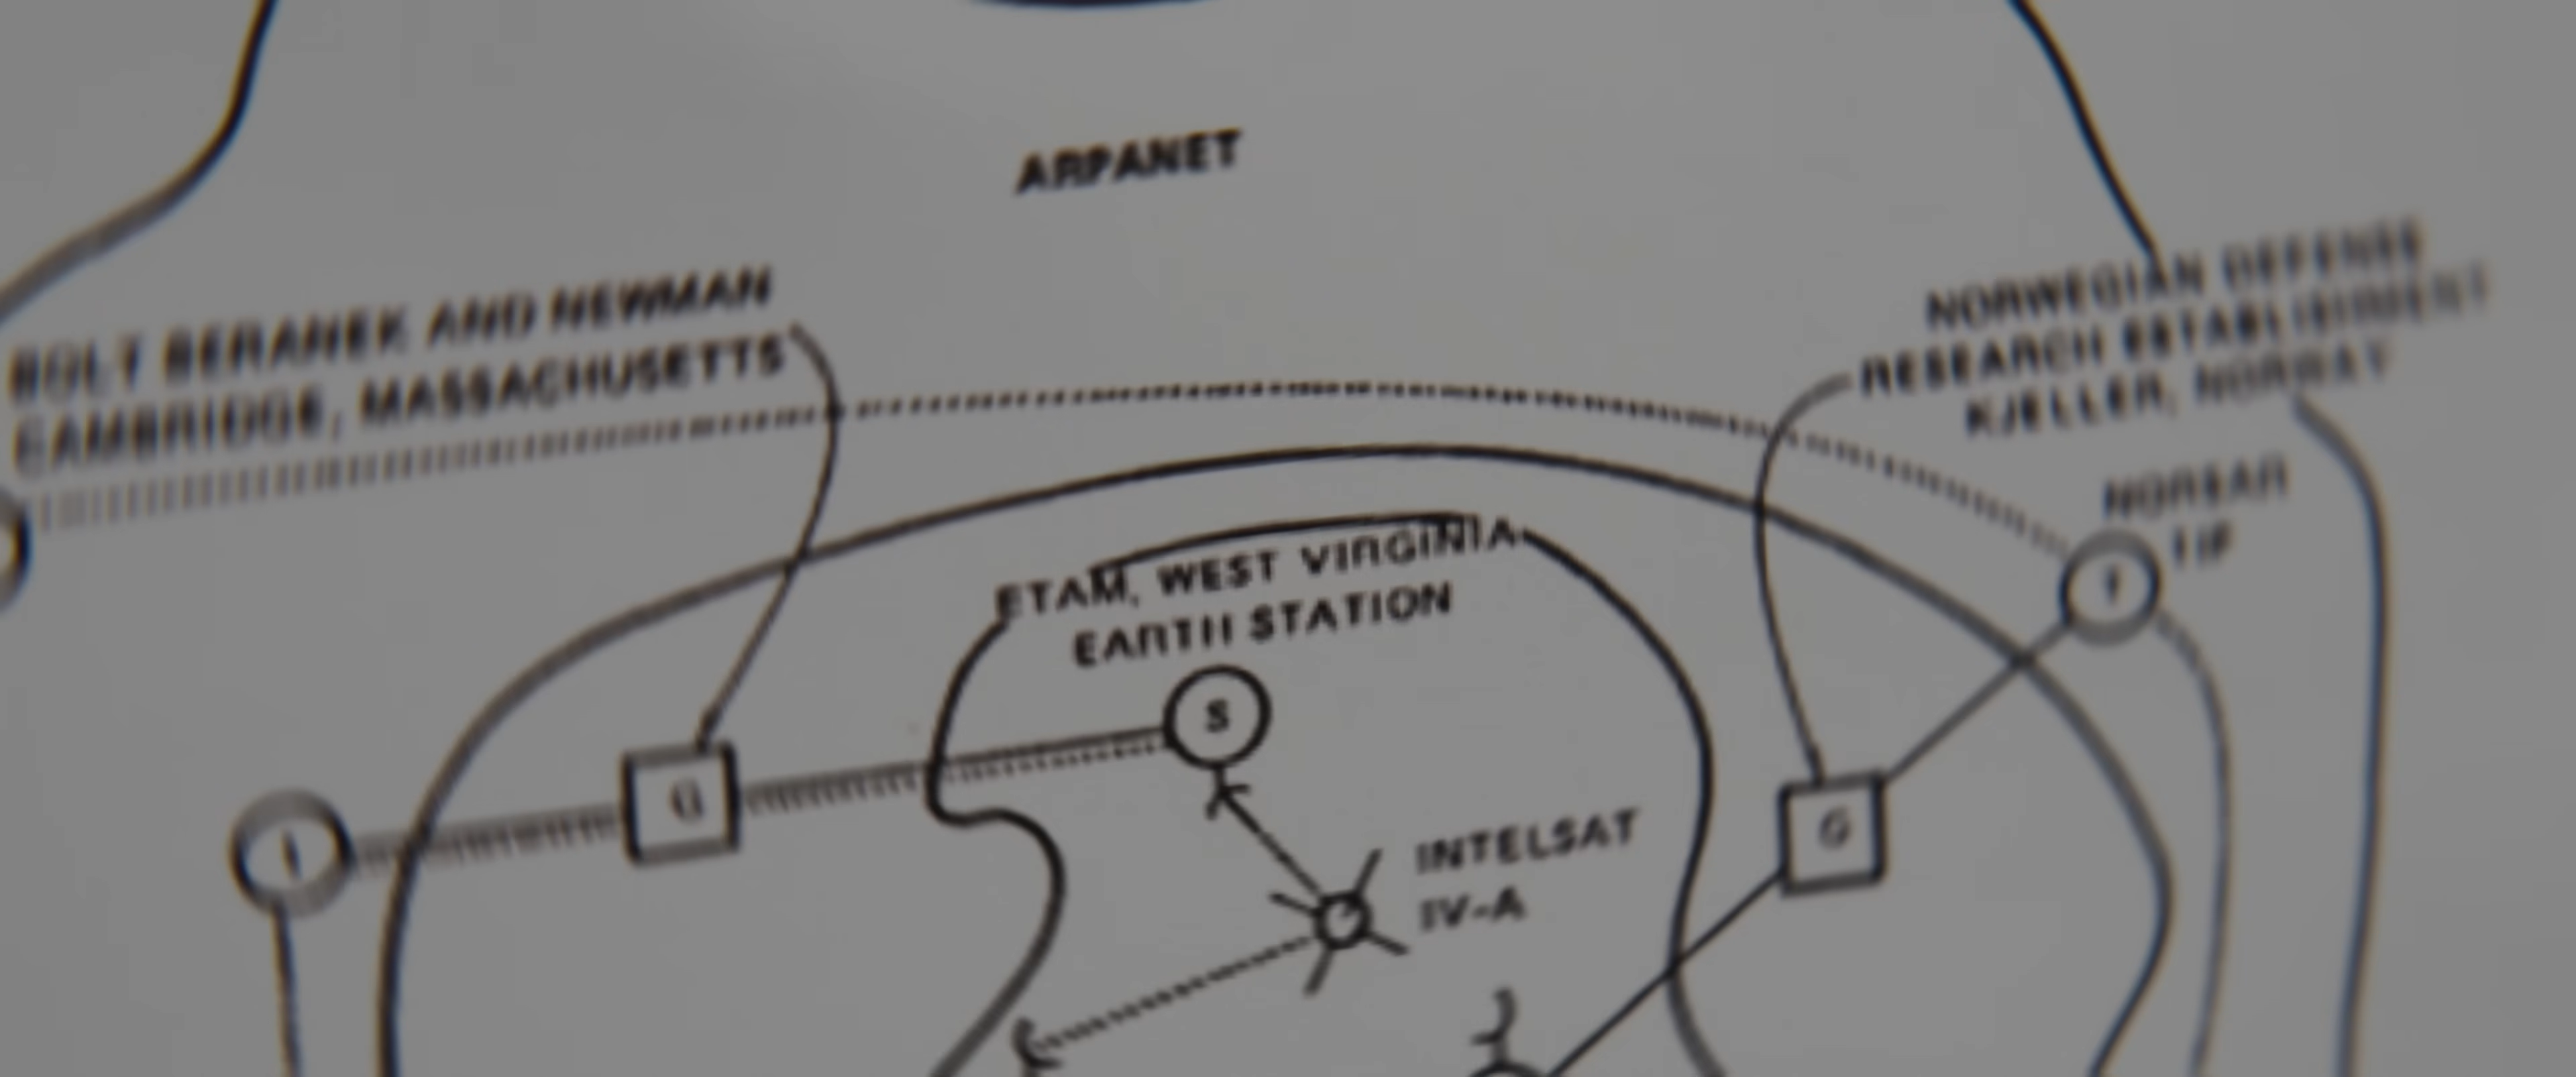 ARPANET
BOLT BERANEK AND NEWMAN
CAMBRIDGE, MASSACHUSETTS
NORWEGIAN DEFENSE
RESEARCH ESTABLISHMENT
KJELLER, NORWAY
NORSAR
TIP
ETAM, WEST VIRGINIA
EARTH STATION
S
G
I
INTELSAT
IV-A
G